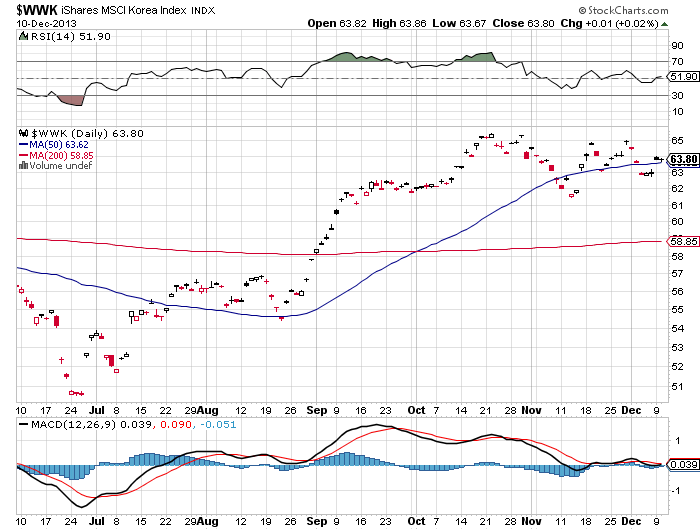 $WWK iShares MSCI Korea Index INDX © StockCharts.com
10-Dec-2013 Open 63.82 High 63.86 Low 63.67 Close 63.80 Chg +0.01 (+0.02%)
RSI(14) 51.90
90
70
51.90
30
10
$WWK (Daily) 63.80
MA(50) 63.62
MA(200) 58.85
Volume undef
65
63.80
63
62
61
60
58.85
58
57
56
55
54
53
52
51
10 17 24 Jul 8 15 22 Aug 12 19 26 Sep 9 16 23 Oct 7 14 21 28 Nov 11 18 25 Dec 9
MACD(12,26,9) 0.039, 0.090, -0.051
1
0.039
-1
10 17 24 Jul 8 15 22 29 Aug 12 19 26 Sep 9 16 23 Oct 7 14 21 28 Nov 11 18 25 Dec 9